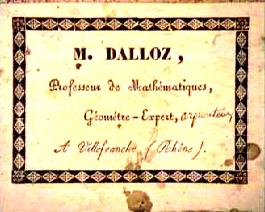 M. DALLOZ,
Professeur de Mathématiques,
Géomètre-Expert, arpenteur
A Villefranche (Rhône).